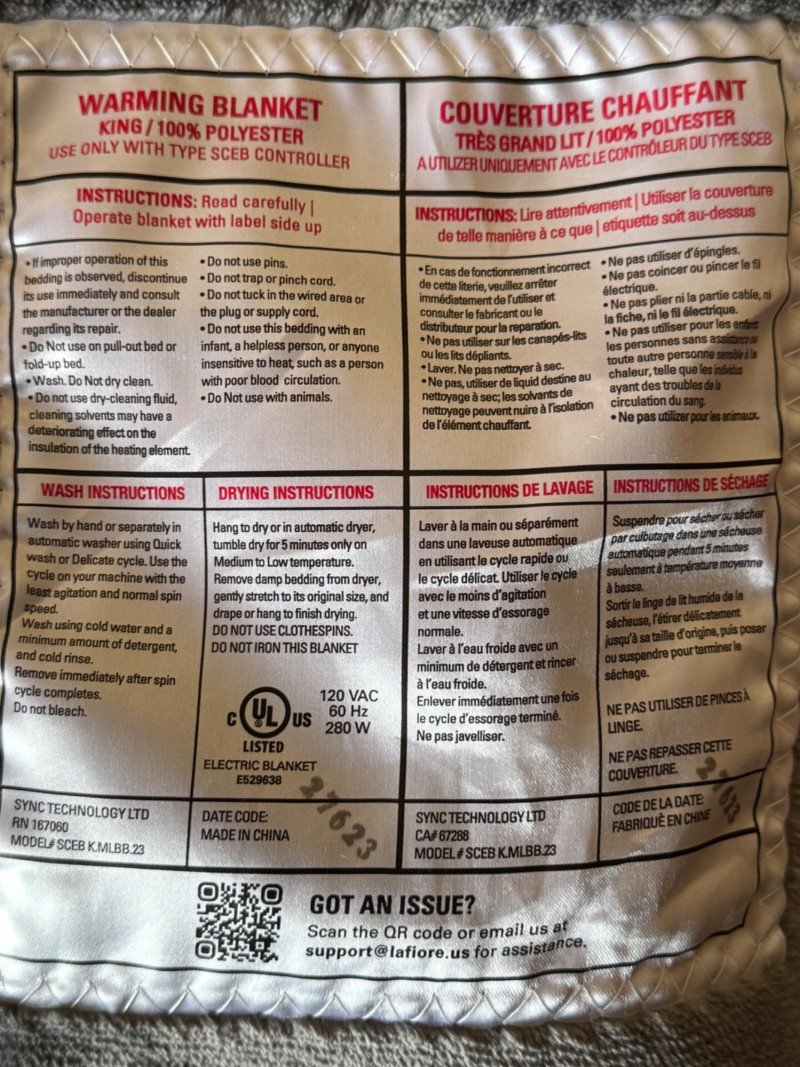 WARMING BLANKET
KING / 100% POLYESTER
USE ONLY WITH TYPE SCEB CONTROLLER
INSTRUCTIONS: Read carefully |
Operate blanket with label side up
• If improper operation of this
bedding is observed, discontinue
its use immediately and consult
the manufacturer or the dealer
regarding its repair.
• Do Not use on pull-out bed or
fold-up bed.
• Wash. Do Not dry clean.
• Do not use dry-cleaning fluid,
cleaning solvents may have a
deteriorating effect on the
insulation of the heating element.
• Do not use pins.
• Do not trap or pinch cord.
• Do not tuck in the wired area or
the plug or supply cord.
• Do not use this bedding with an
infant, a helpless person, or anyone
insensitive to heat, such as a person
with poor blood circulation.
• Do Not use with animals.
WASH INSTRUCTIONS
Wash by hand or separately in
automatic washer using Quick
wash or Delicate cycle. Use the
cycle on your machine with the
least agitation and normal spin
speed.
Wash using cold water and a
minimum amount of detergent,
and cold rinse.
Remove immediately after spin
cycle completes.
Do not bleach.
DRYING INSTRUCTIONS
Hang to dry or in automatic dryer,
tumble dry for 5 minutes only on
Medium to Low temperature.
Remove damp bedding from dryer,
gently stretch to its original size, and
drape or hang to finish drying.
DO NOT USE CLOTHESPINS.
DO NOT IRON THIS BLANKET
C UL US
LISTED
120 VAC
60 Hz
280 W
ELECTRIC BLANKET
E529638
SYNC TECHNOLOGY LTD
RN 167060
MODEL# SCEB K.MLBB.23
DATE CODE:
MADE IN CHINA
27623
COUVERTURE CHAUFFANT
TRÈS GRAND LIT / 100% POLYESTER
A UTILIZER UNIQUEMENT AVEC LE CONTRÔLEUR DU TYPE SCEB
INSTRUCTIONS: Lire attentivement | Utiliser la couverture
de telle manière à ce que | etiquette soit au-dessus
• En cas de fonctionnement incorrect
de cette literie, veuillez arrêter
immédiatement de l'utiliser et
consulter le fabricant ou le
distributeur pour la reparation.
• Ne pas utiliser sur les canapés-lits
ou les lits dépliants.
• Laver. Ne pas nettoyer à sec.
• Ne pas, utiliser de liquid destine au
nettoyage à sec; les solvants de
nettoyage peuvent nuire à l'isolation
de l'élément chauffant.
• Ne pas utiliser d'épingles.
• Ne pas coincer ou pincer le fil
électrique.
• Ne pas plier ni la partie cable, ni
la fiche, ni le fil électrique.
• Ne pas utiliser pour les enfants
les personnes sans assistance ou
toute autre personne sensible à la
chaleur, telle que les individus
ayant des troubles de la
circulation du sang.
• Ne pas utilizer pour les animaux.
INSTRUCTIONS DE LAVAGE
Laver à la main ou séparément
dans une laveuse automatique
en utilisant le cycle rapide ou
le cycle délicat. Utiliser le cycle
avec le moins d'agitation
et une vitesse d'essorage
normale.
Laver à l'eau froide avec un
minimum de détergent et rincer
à l'eau froide.
Enlever immédiatement une fois
le cycle d'essorage terminé.
Ne pas javelliser.
INSTRUCTIONS DE SÉCHAGE
Suspendre pour sécher ou sécher
par culbutage dans une sécheuse
automatique pendant 5 minutes
seulement à température moyenne
à basse.
Sortir le linge de lit humide de la
sécheuse, l'étirer délicatement
jusqu'à sa taille d'origine, puis poser
ou suspendre pour terminer le
séchage.
NE PAS UTILISER DE PINCES À
LINGE.
NE PAS REPASSER CETTE
COUVERTURE.
SYNC TECHNOLOGY LTD
CA# 67288
MODEL# SCEB K.MLBB.23
CODE DE LA DATE:
FABRIQUÈ EN CHINE
GOT AN ISSUE?
Scan the QR code or email us at
support@lafiore.us for assistance.